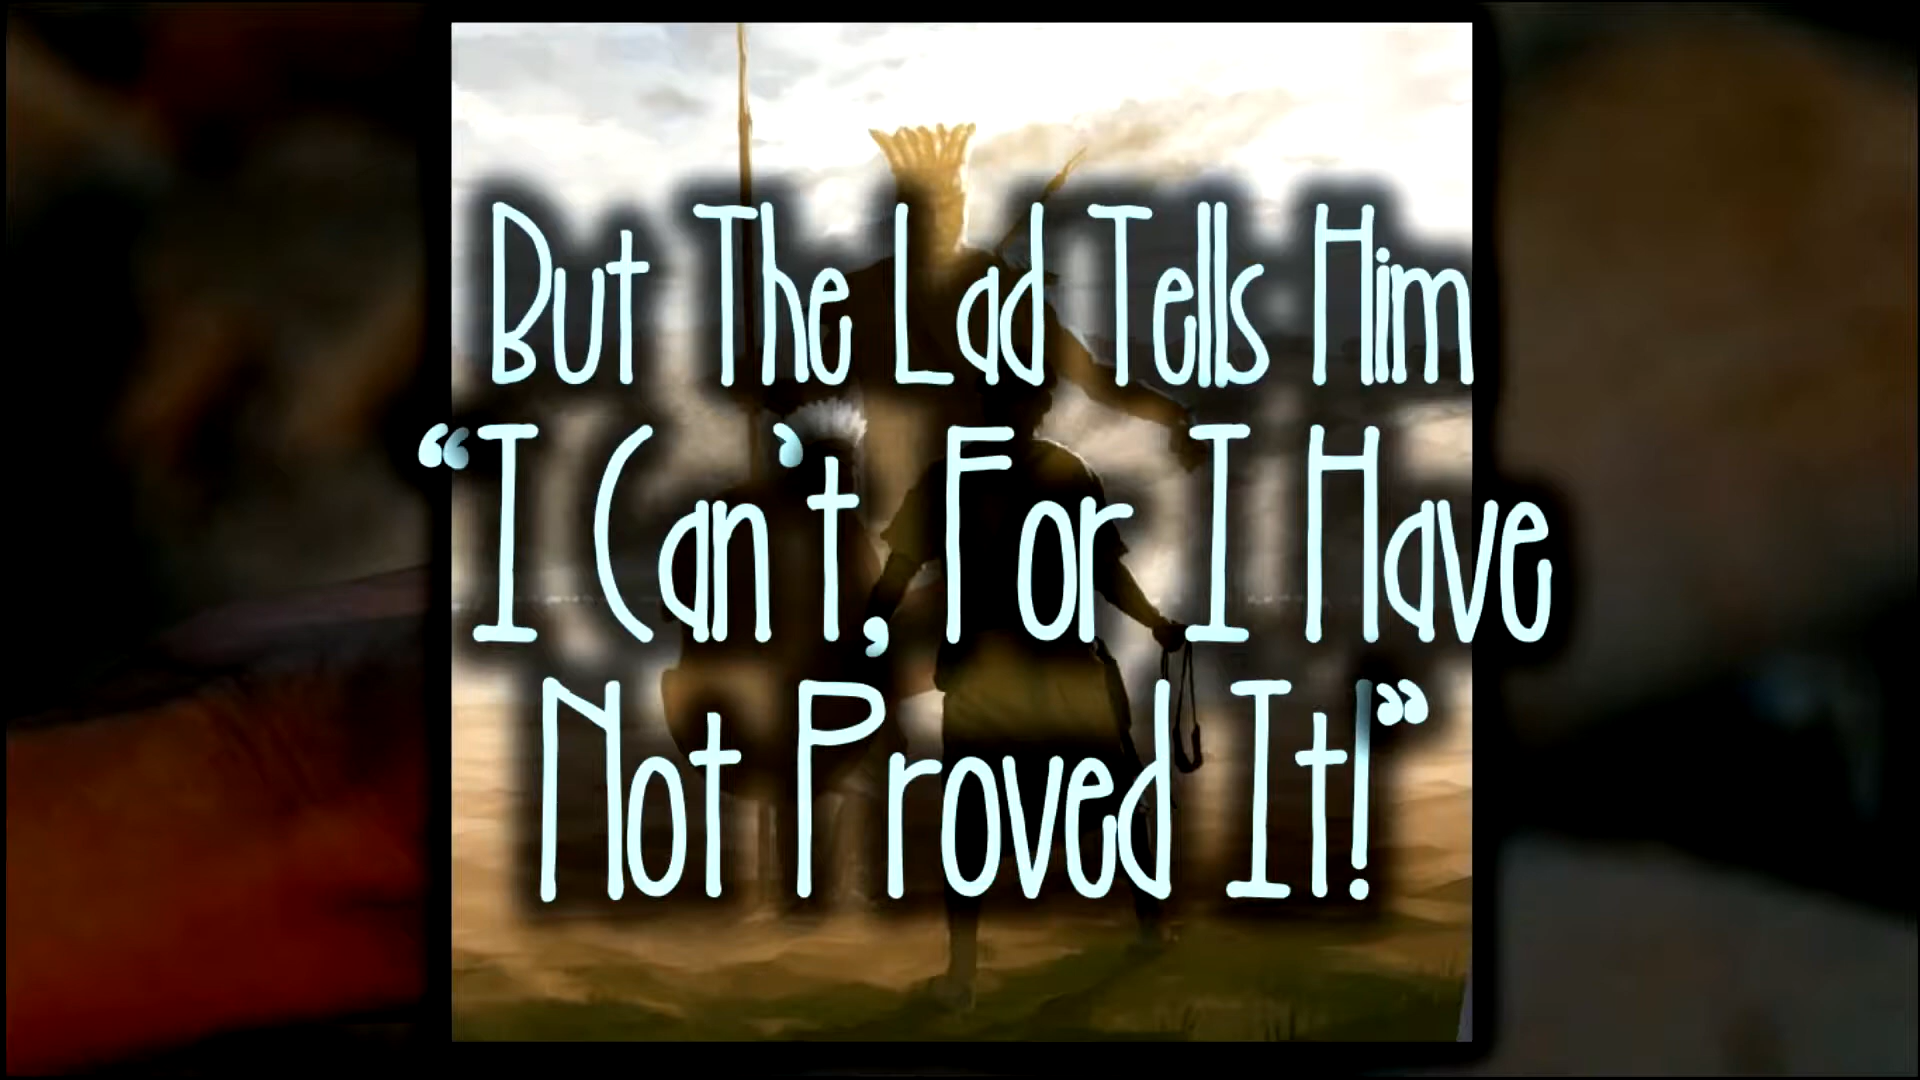 But The Lad Tells Him
“I Can't, For I Have
Not Proved It!”